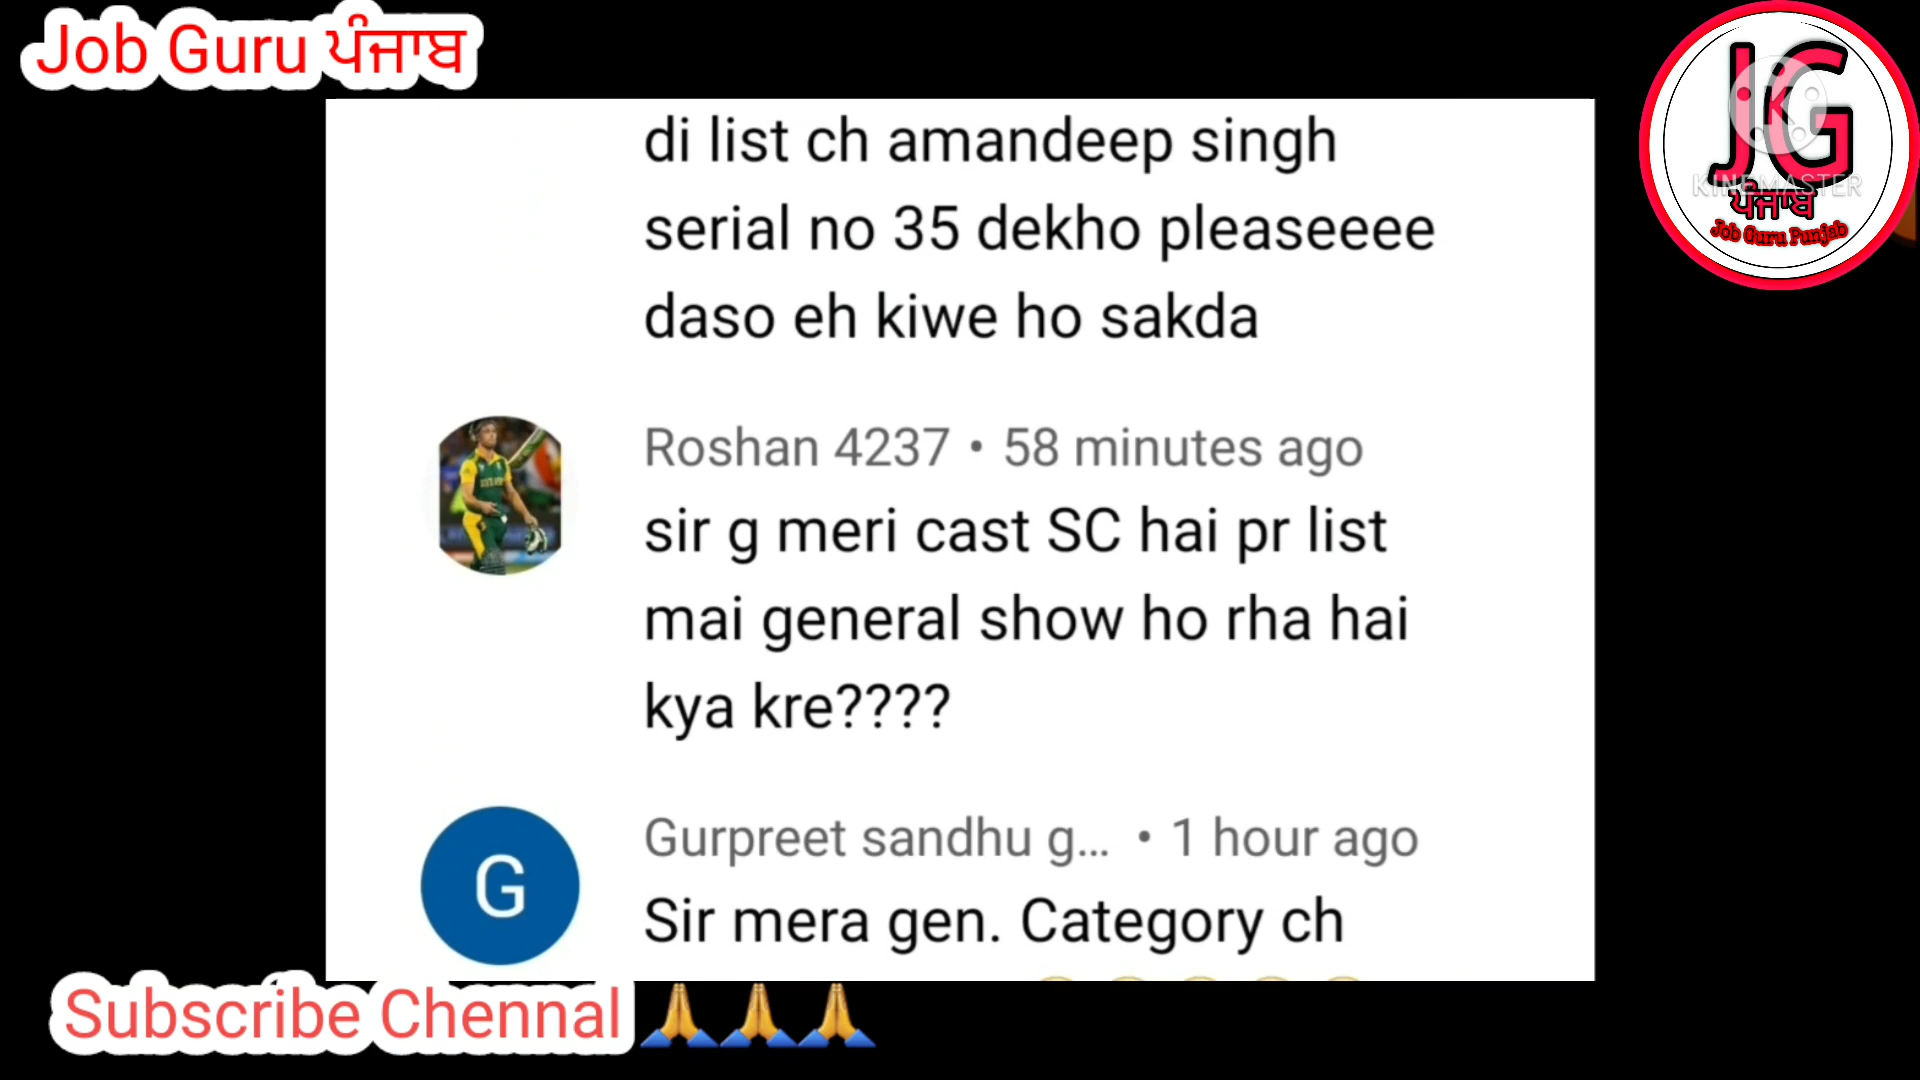 Job Guru ਪੰਜਾਬ
di list ch amandeep singh
serial no 35 dekho pleaseeee
daso eh kiwe ho sakda
Roshan 4237 • 58 minutes ago
sir g meri cast SC hai pr list
mai general show ho rha hai
kya kre????
G
Gurpreet sandhu g... • 1 hour ago
Sir mera gen. Category ch
Subscribe Chennal 🙏🙏🙏
JG
K
KINEMASTER
ਪੰਜਾਬ
Job Guru Punjab